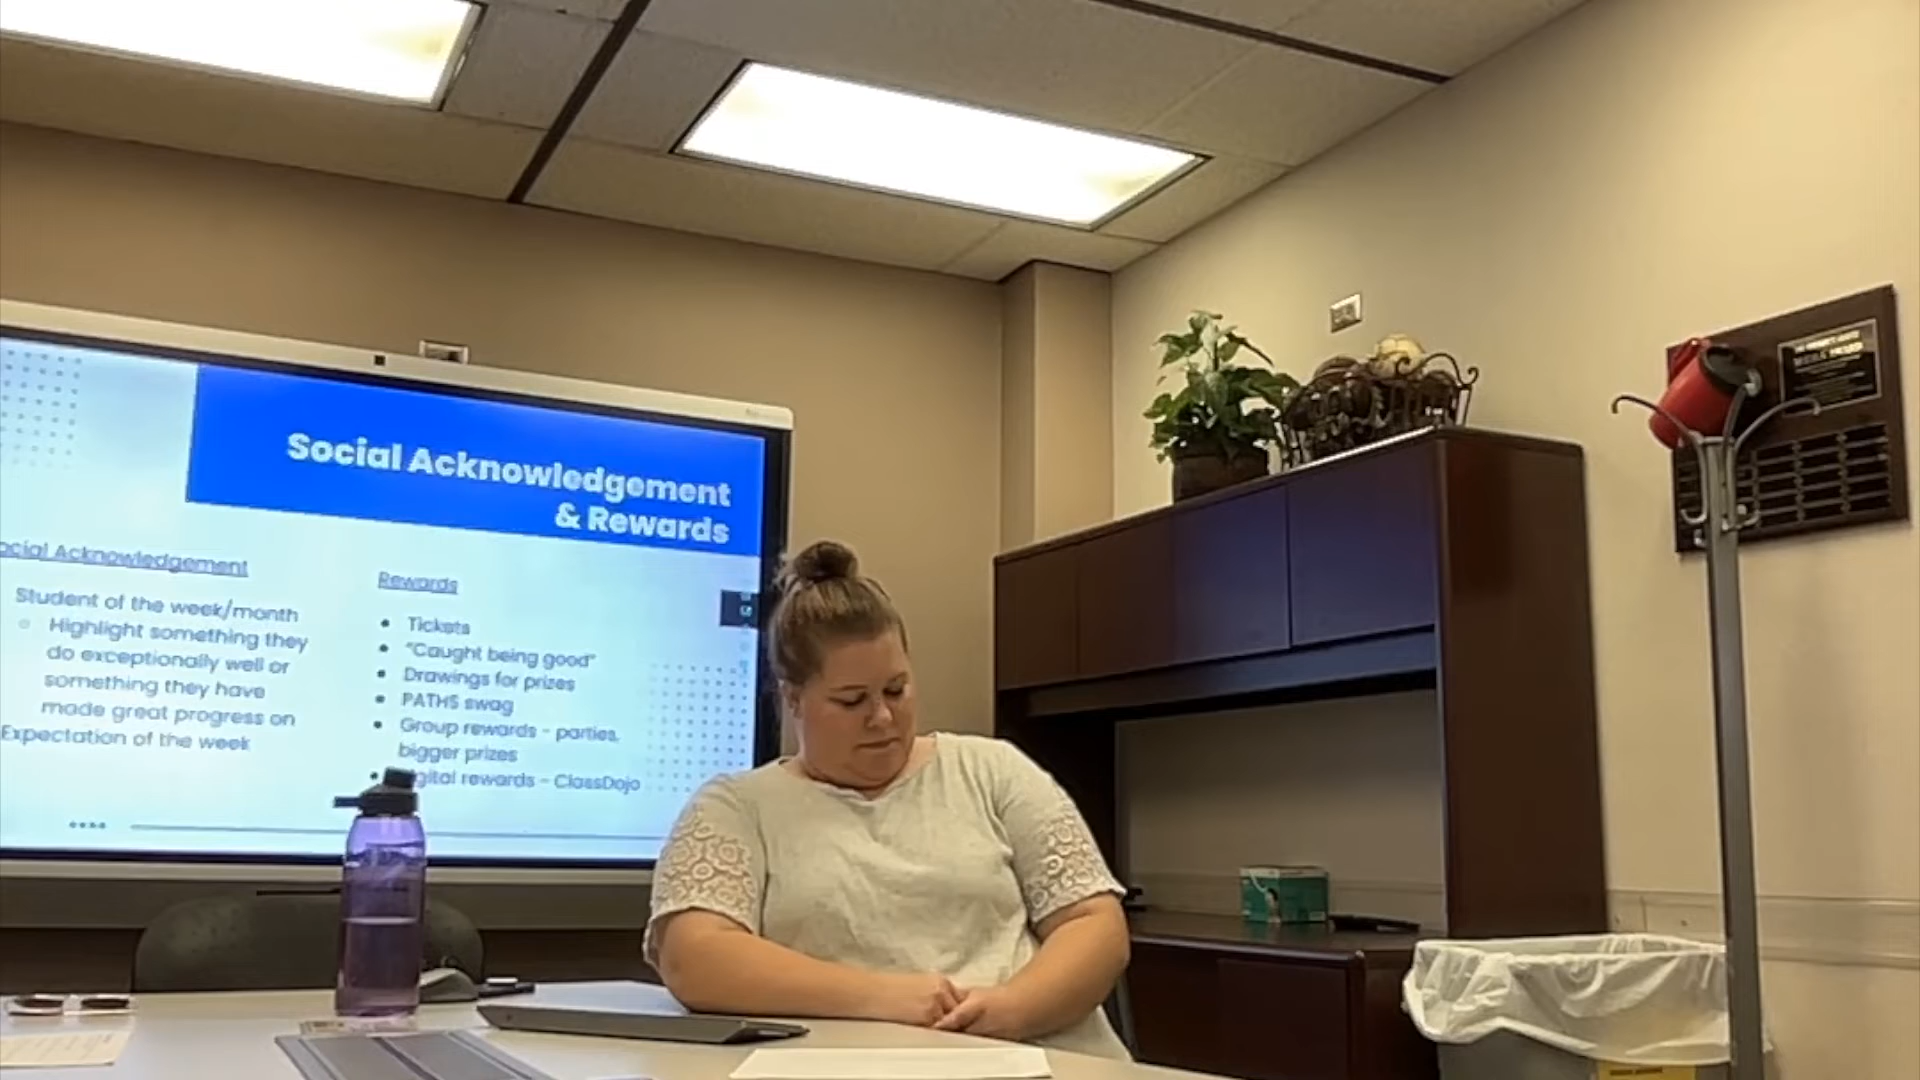 Social Acknowledgement
& Rewards
ocial Acknowledgement
Student of the week/month
Highlight something they
do exceptionally well or
something they have
made great progress on
Expectation of the week
Rewards
Tickets
"Caught being good"
Drawings for prizes
PATHS swag
Group rewards - parties,
bigger prizes
gital rewards - ClassDojo